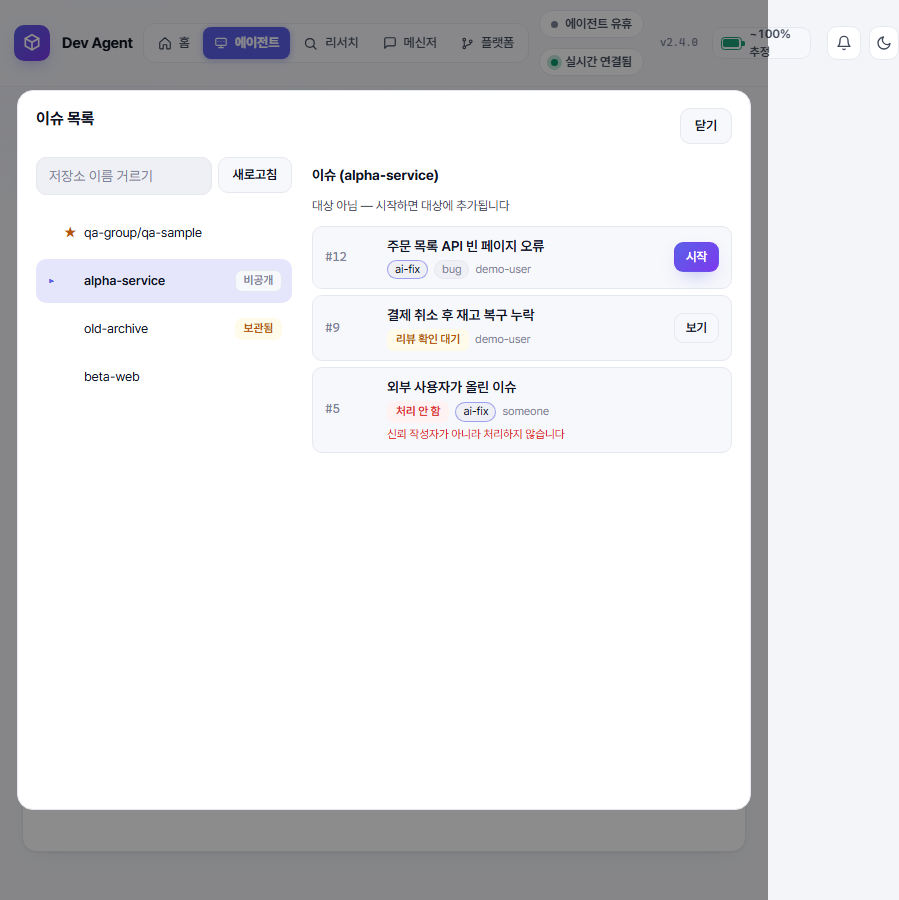 Dev Agent
홈
에이전트
리서치
메신저
플랫폼
에이전트 유휴
실시간 연결됨
v2.4.0
~100%
추정
이슈 목록
닫기
저장소 이름 거르기
새로고침
★ qa-group/qa-sample
▸ alpha-service 비공개
old-archive 보관됨
beta-web
이슈 (alpha-service)
대상 아님 — 시작하면 대상에 추가됩니다
#12
주문 목록 API 빈 페이지 오류
ai-fix bug demo-user
시작
#9
결제 취소 후 재고 복구 누락
리뷰 확인 대기 demo-user
보기
#5
외부 사용자가 올린 이슈
처리 안 함 ai-fix someone
신뢰 작성자가 아니라 처리하지 않습니다